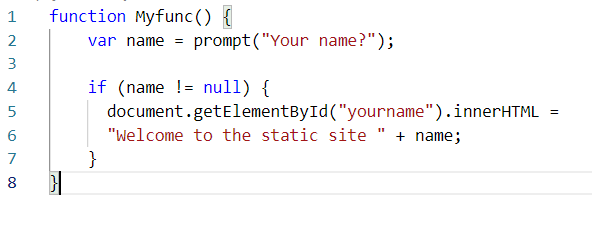 1 function Myfunc() {
2 var name = prompt("Your name?");
3
4 if (name != null) {
5 document.getElementById("yourname").innerHTML =
6 "Welcome to the static site " + name;
7 }
8 }